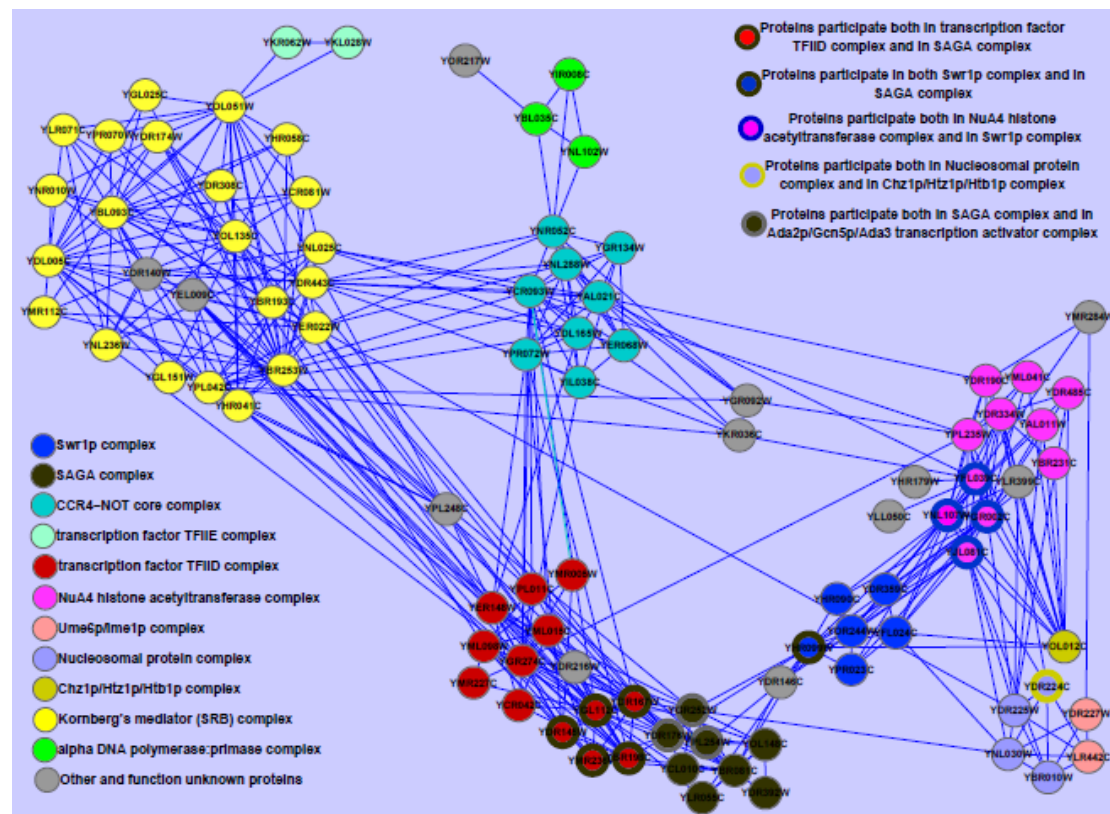 Proteins participate both in transcription factor
TFIID complex and in SAGA complex
Proteins participate in both Swr1p complex and in
SAGA complex
Proteins participate both in NuA4 histone
acetyltransferase complex and in Swr1p complex
Proteins participate both in Nucleosomal protein
complex and in Chz1p/Htz1p/Htb1p complex
Proteins participate both in SAGA complex and in
Ada2p/Gcn5p/Ada3 transcription activator complex
YKR062W
YKL028W
YOR217W
YIR008C
YGL025C
YOL051W
YBL035C
YLR071C
YPR070W
YDR174W
YHR058C
YNL102W
YNR010W
YDR308C
YCR081W
YBL093C
YOL135C
YNR052C
YGR134W
YNL025C
YNL288W
YDL005C
YDR140W
YDR443C
YEL009C
YCR093W
YAL021C
YMR112C
YBR193C
YER022W
YMR284W
YNL236W
YDL165W
YER068W
YPR072W
YBR253W
YGL151W
YPL042C
YIL038C
YHR041C
YDR190C
YML041C
YDR485C
YGR092W
YDR334W
YAL011W
YKR036C
YPL235W
YBR231C
YHR179W
YLR399C
YNL107W
YLL050C
YJL081C
YPL248C
Swr1p complex
SAGA complex
CCR4–NOT core complex
transcription factor TFIIE complex
transcription factor TFIID complex
NuA4 histone acetyltransferase complex
Ume6p/Ime1p complex
Nucleosomal protein complex
Chz1p/Htz1p/Htb1p complex
Kornberg's mediator (SRB) complex
alpha DNA polymerase:primase complex
Other and function unknown proteins
YPL011C
YER148W
YML015C
YML098W
YGR274C
YMR227C
YCR042C
YDR216W
YDR146C
YPR023C
YOL012C
YDR224C
YDR225W
YDR227W
YNL030W
YBR010W
YLR442C
YOL148C
YCL010C
YBR081C
YLR055C
YDR392W